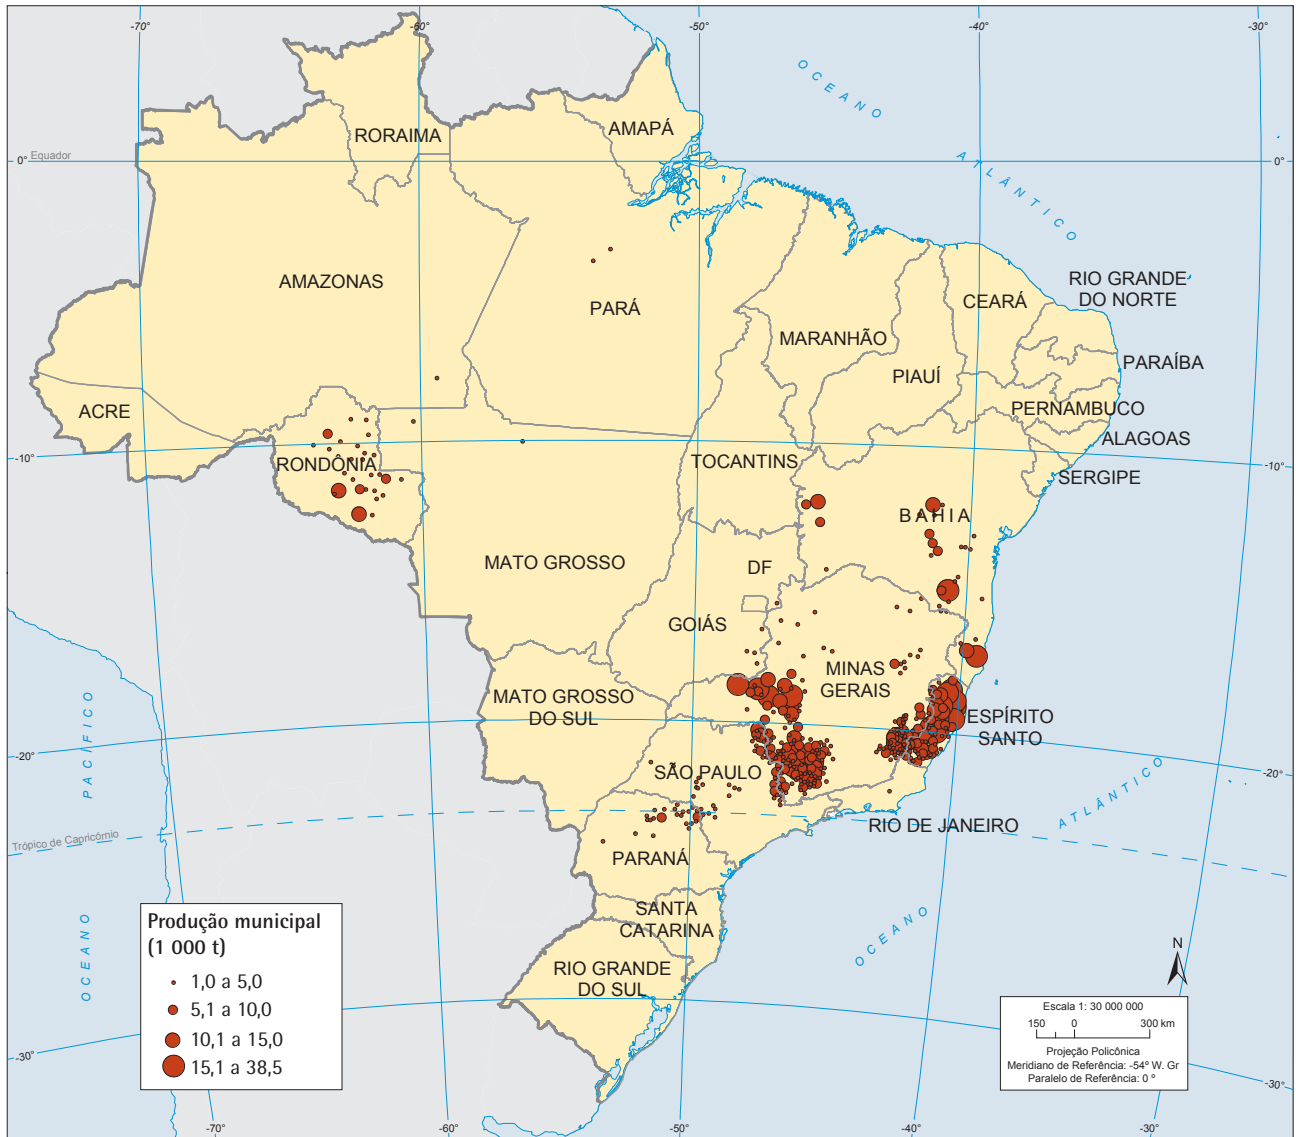 -70°
-60°
-50°
-40°
-30°
OCEANO
ATLÂNTICO
RORAIMA
AMAPÁ
0°
Equador
0°
AMAZONAS
PARÁ
MARANHÃO
CEARÁ
RIO GRANDE
DO NORTE
PIAUÍ
PARAÍBA
ACRE
PERNAMBUCO
ALAGOAS
-10°
RONDÔNIA
TOCANTINS
SERGIPE
-10°
BAHIA
MATO GROSSO
DF
GOIÁS
MINAS
GERAIS
MATO GROSSO
DO SUL
ESPÍRITO
SANTO
-20°
PACÍFICO
SÃO PAULO
-20°
ATLÂNTICO
RIO DE JANEIRO
Trópico de Capricórnio
PARANÁ
SANTA
CATARINA
OCEANO
OCEANO
RIO GRANDE
DO SUL
Produção municipal
(1 000 t)
1,0 a 5,0
5,1 a 10,0
10,1 a 15,0
15,1 a 38,5
N
Escala 1: 30 000 000
150 0 300 km
Projeção Policônica
Meridiano de Referência: -54º W. Gr
Paralelo de Referência: 0 º
-30°
-30°
-70°
-60°
-50°
-40°
-30°